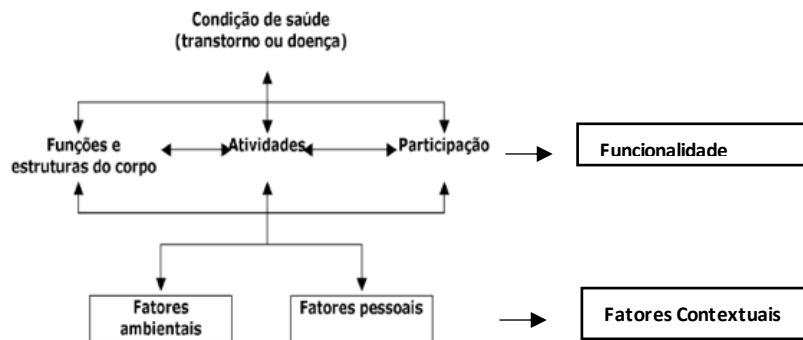 Condição de saúde
(transtorno ou doença)
Funções e
estruturas do corpo
Atividades
Participação
Funcionalidade
Fatores
ambientais
Fatores pessoais
Fatores Contextuais